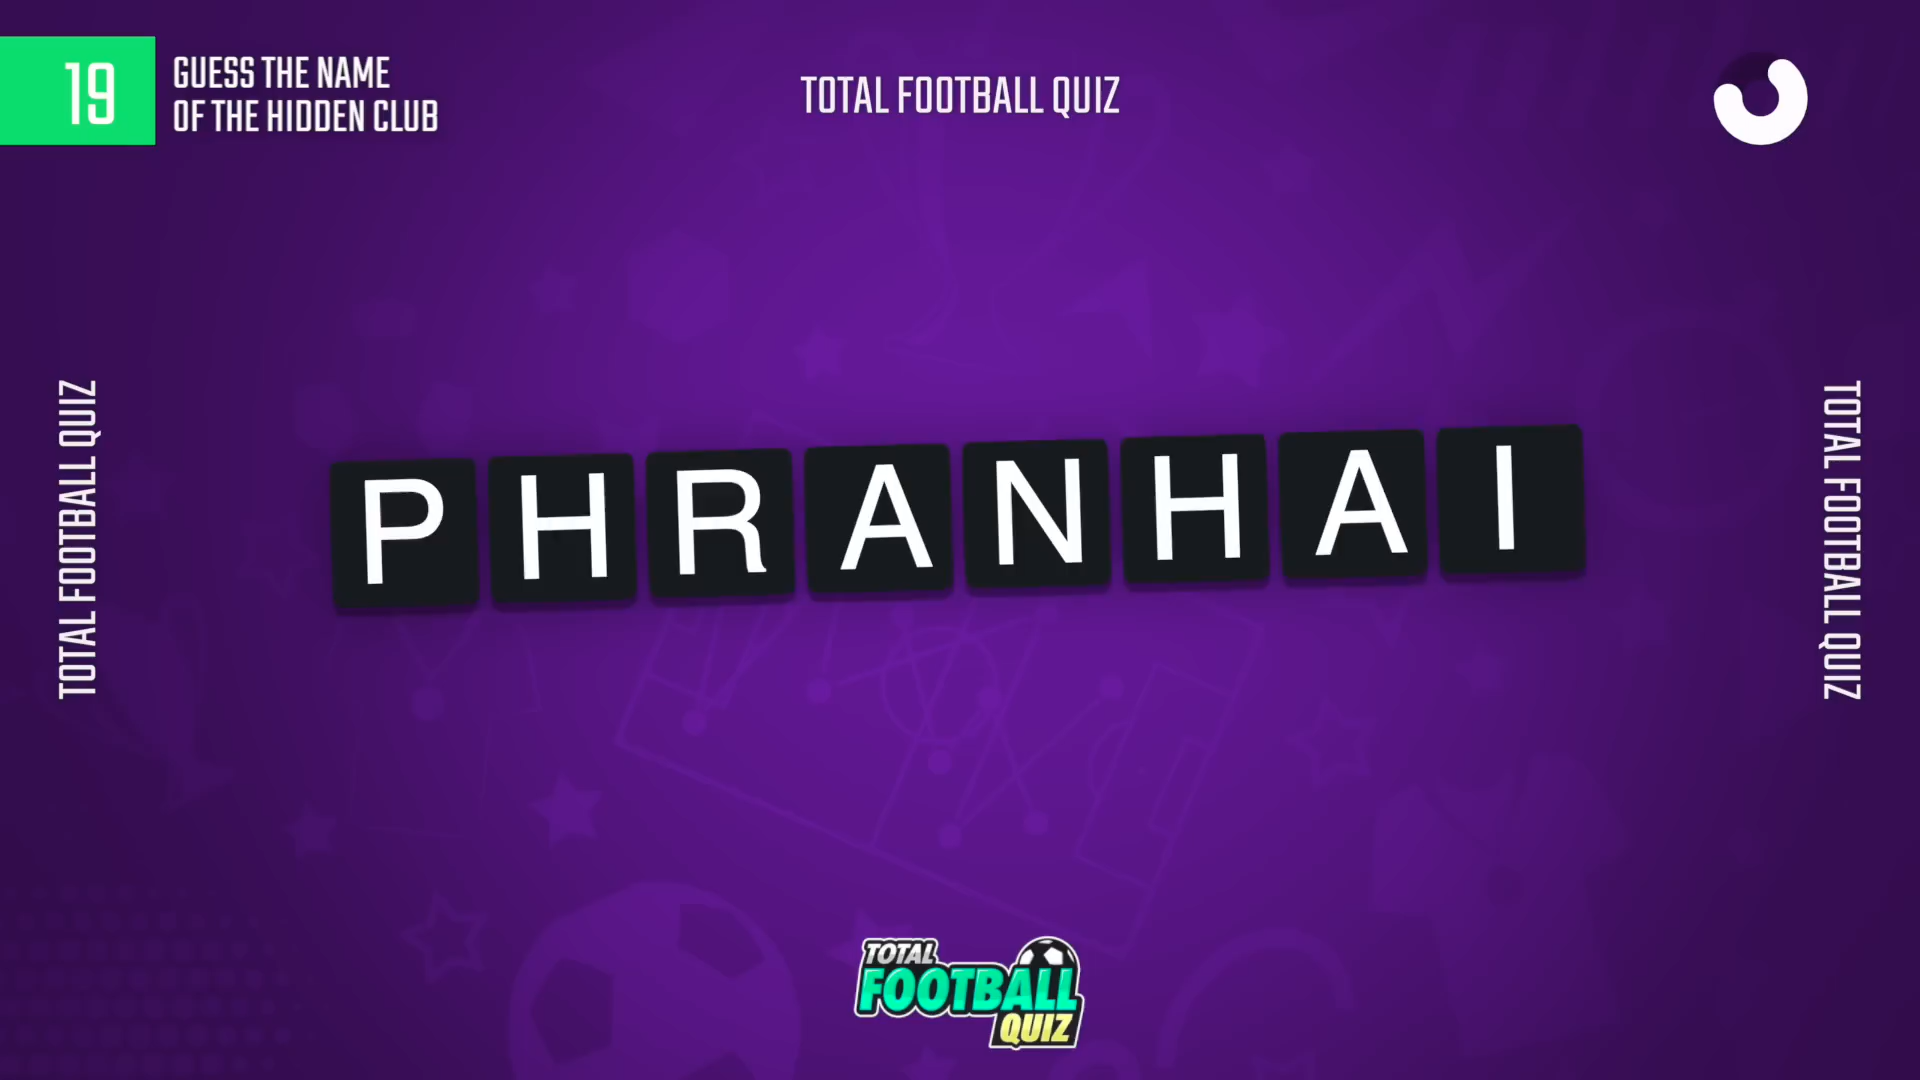 19
GUESS THE NAME
OF THE HIDDEN CLUB
TOTAL FOOTBALL QUIZ
TOTAL FOOTBALL QUIZ
PHRANHAI
TOTAL FOOTBALL QUIZ
TOTAL
FOOTBALL
QUIZ